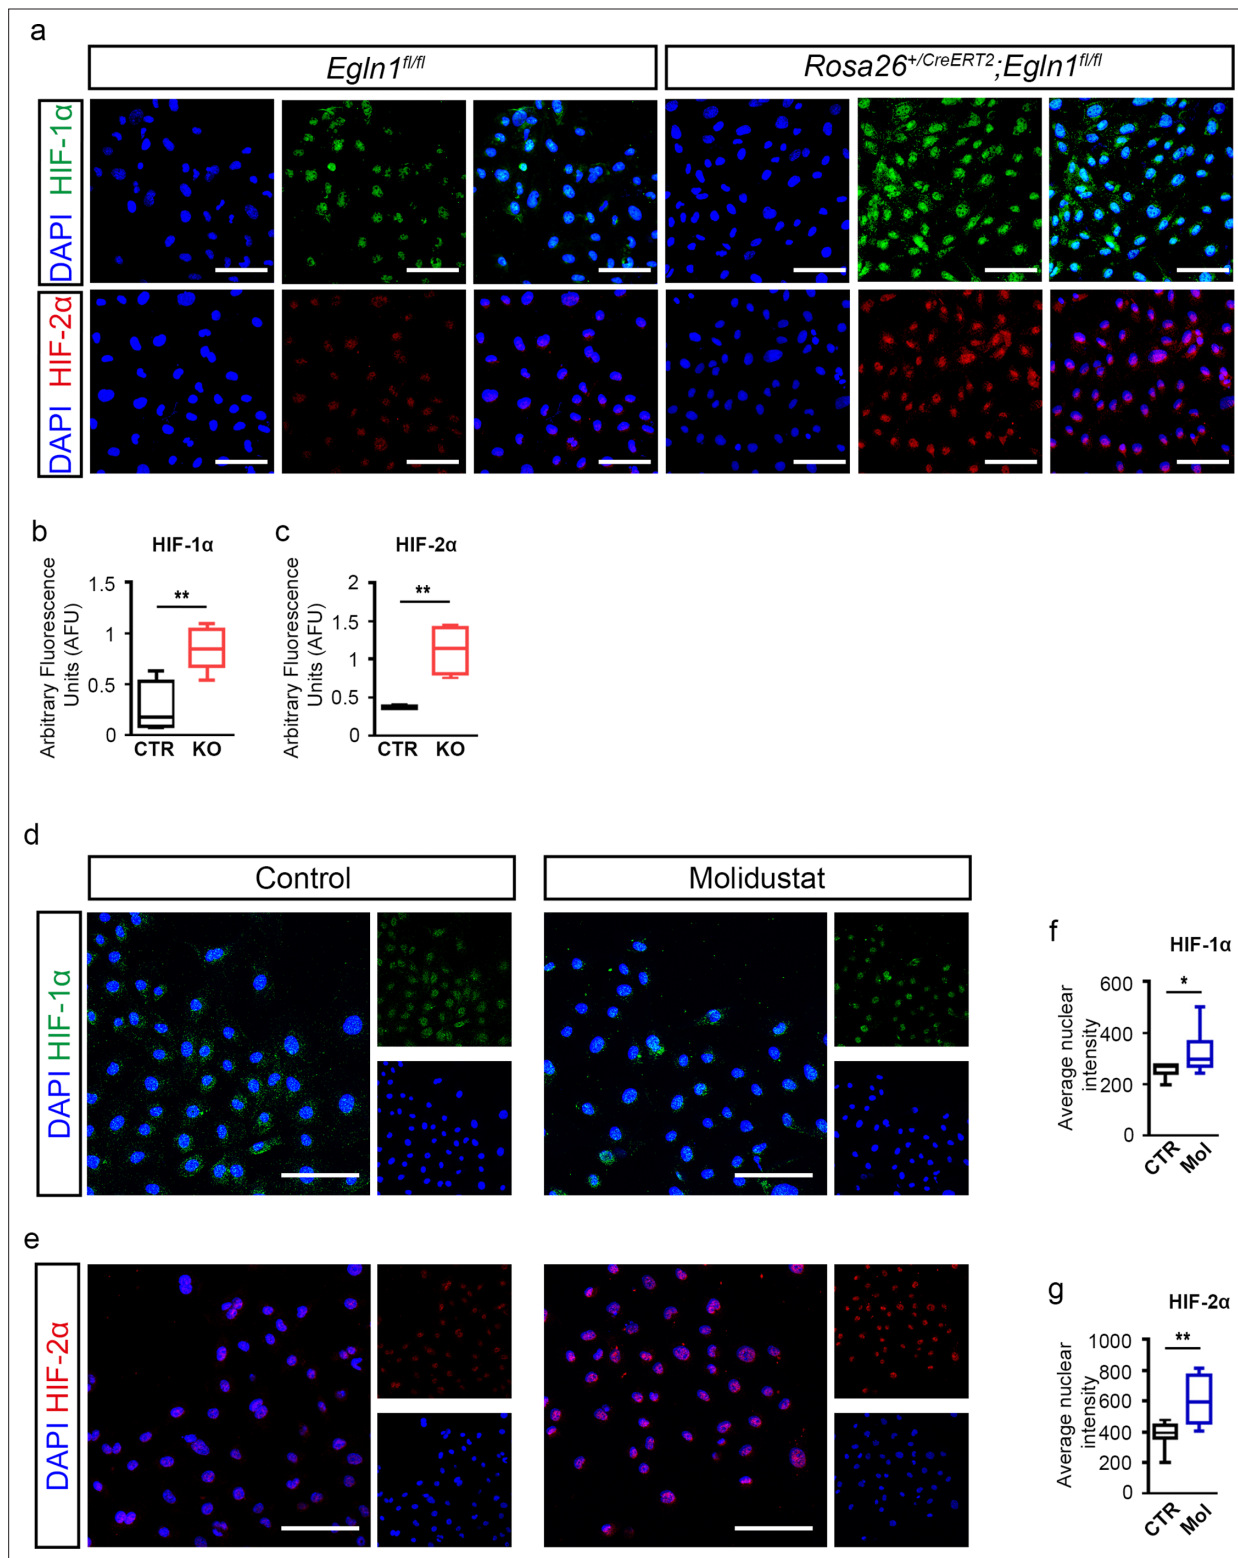 a
Egln1fl/fl
Rosa26+/CreERT2;Egln1fl/fl
DAPI HIF-1α
DAPI HIF-2α
b
HIF-1α
Arbitrary Fluorescence
Units (AFU)
1.5
1
0.5
0
**
CTR KO
c
HIF-2α
Arbitrary Fluorescence
Units (AFU)
2
1.5
1
0.5
0
**
CTR KO
d
Control
Molidustat
DAPI HIF-1α
f
HIF-1α
Average nuclear
intensity
600
400
200
0
*
CTR
Mol
e
DAPI HIF-2α
g
HIF-2α
Average nuclear
intensity
1000
800
600
400
200
0
**
CTR
Mol